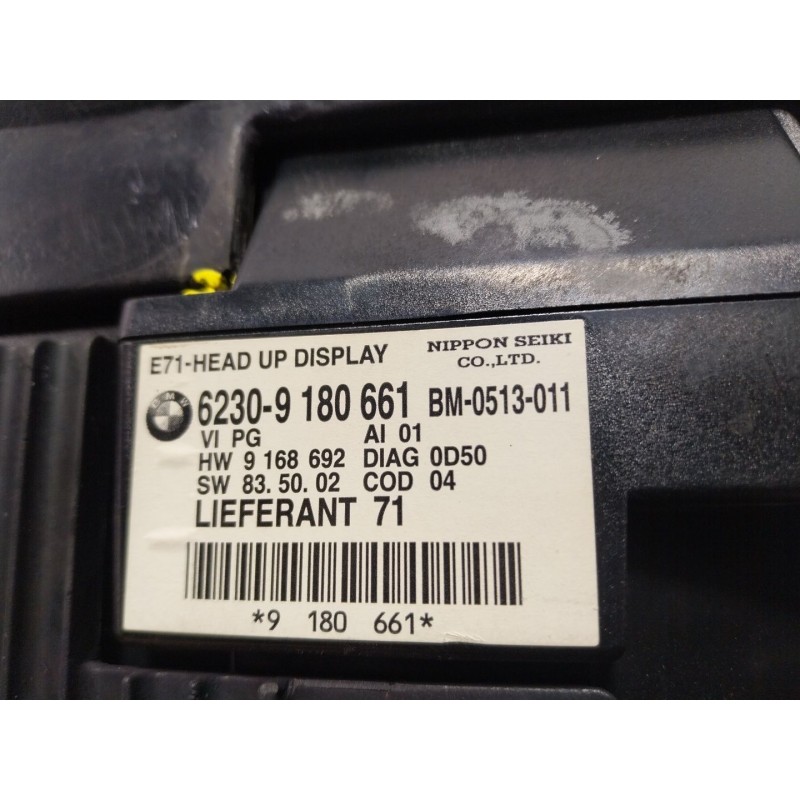 E71-HEAD UP DISPLAY NIPPON SEIKI CO.,LTD.
BMW 6230-9 180 661 BM-0513-011
VI PG AI 01
HW 9 168 692 DIAG 0D50
SW 83.50.02 COD 04
LIEFERANT 71
*9 180 661*